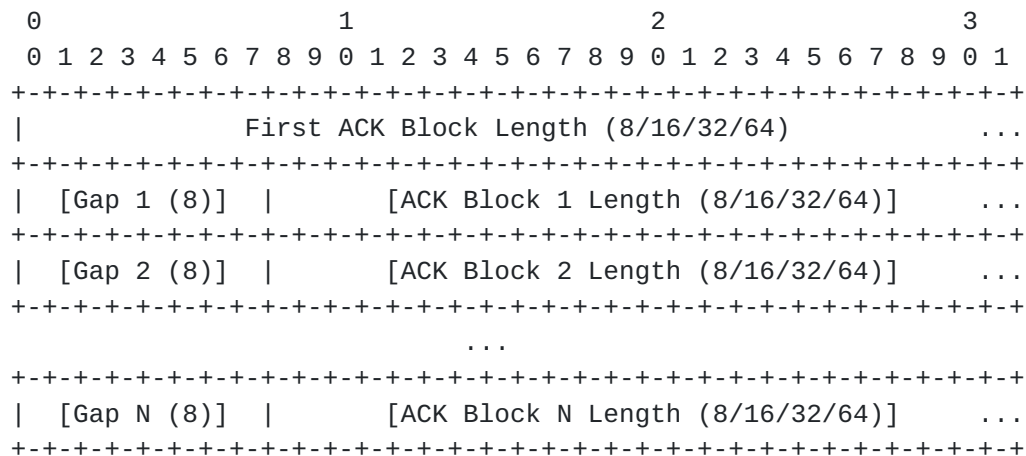 0                   1                   2                   3
 0 1 2 3 4 5 6 7 8 9 0 1 2 3 4 5 6 7 8 9 0 1 2 3 4 5 6 7 8 9 0 1
+-+-+-+-+-+-+-+-+-+-+-+-+-+-+-+-+-+-+-+-+-+-+-+-+-+-+-+-+-+-+-+-+
|              First ACK Block Length (8/16/32/64)            ...
+-+-+-+-+-+-+-+-+-+-+-+-+-+-+-+-+-+-+-+-+-+-+-+-+-+-+-+-+-+-+-+-+
|  [Gap 1 (8)]  |       [ACK Block 1 Length (8/16/32/64)]     ...
+-+-+-+-+-+-+-+-+-+-+-+-+-+-+-+-+-+-+-+-+-+-+-+-+-+-+-+-+-+-+-+-+
|  [Gap 2 (8)]  |       [ACK Block 2 Length (8/16/32/64)]     ...
+-+-+-+-+-+-+-+-+-+-+-+-+-+-+-+-+-+-+-+-+-+-+-+-+-+-+-+-+-+-+-+-+
                             ...
+-+-+-+-+-+-+-+-+-+-+-+-+-+-+-+-+-+-+-+-+-+-+-+-+-+-+-+-+-+-+-+-+
|  [Gap N (8)]  |       [ACK Block N Length (8/16/32/64)]     ...
+-+-+-+-+-+-+-+-+-+-+-+-+-+-+-+-+-+-+-+-+-+-+-+-+-+-+-+-+-+-+-+-+